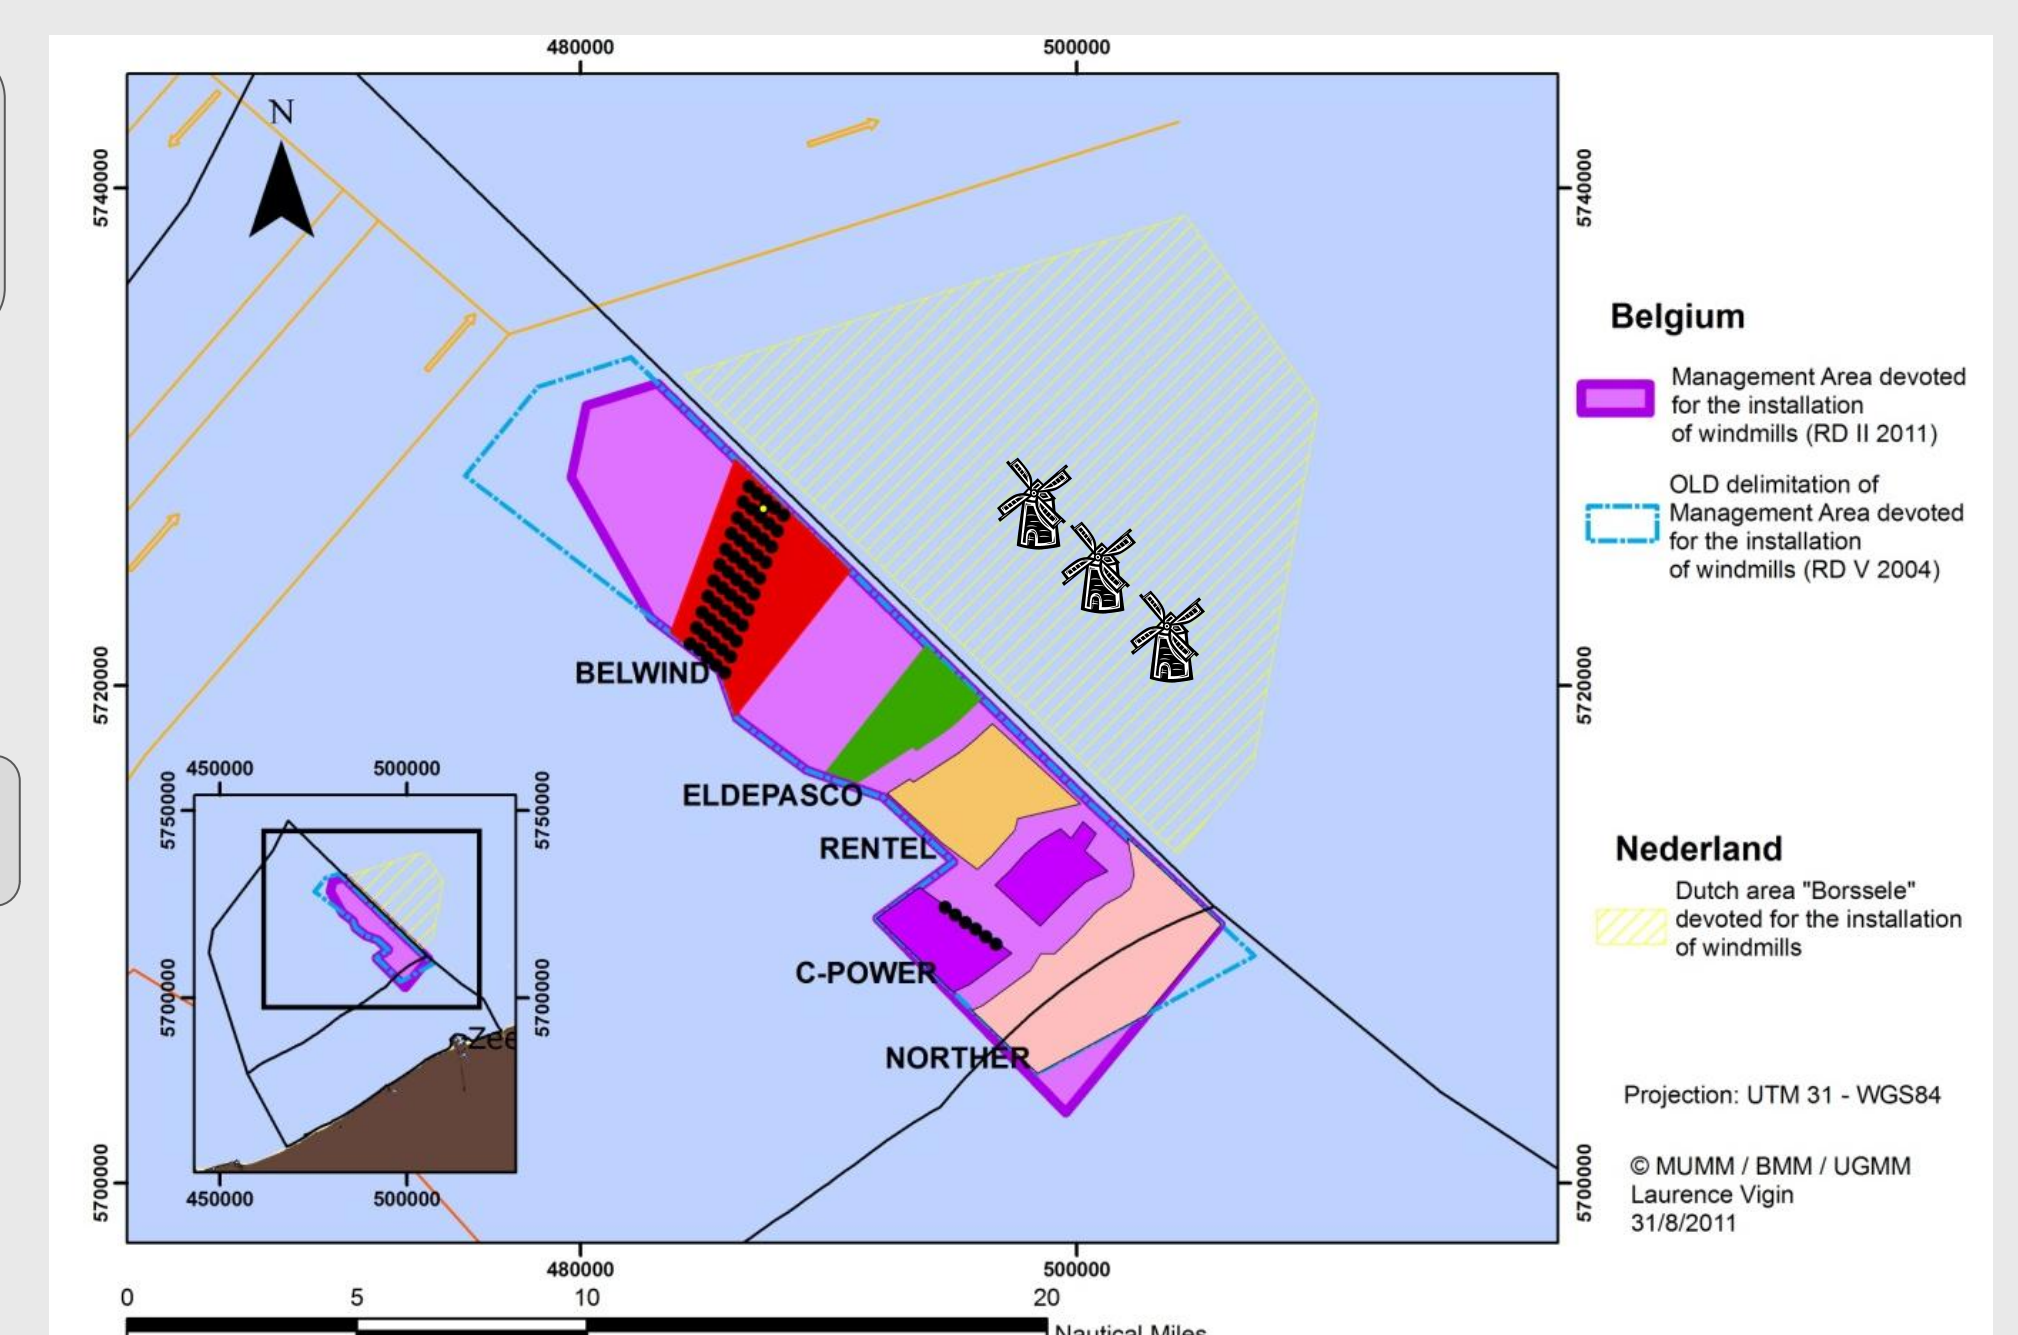 480000 500000
N
5740000 5740000
Belgium
Management Area devoted
for the installation
of windmills (RD II 2011)
OLD delimitation of
Management Area devoted
for the installation
of windmills (RD V 2004)
BELWIND
5720000 5720000
ELDEPASCO
RENTEL
C-POWER
NORTHER
450000 500000
5750000 5750000
5700000 5700000
Zee
450000 500000
Nederland
Dutch area "Borssele"
devoted for the installation
of windmills
Projection: UTM 31 - WGS84
© MUMM / BMM / UGMM
Laurence Vigin
31/8/2011
5700000 5700000
480000 500000
0 5 10 20
Nautical Miles